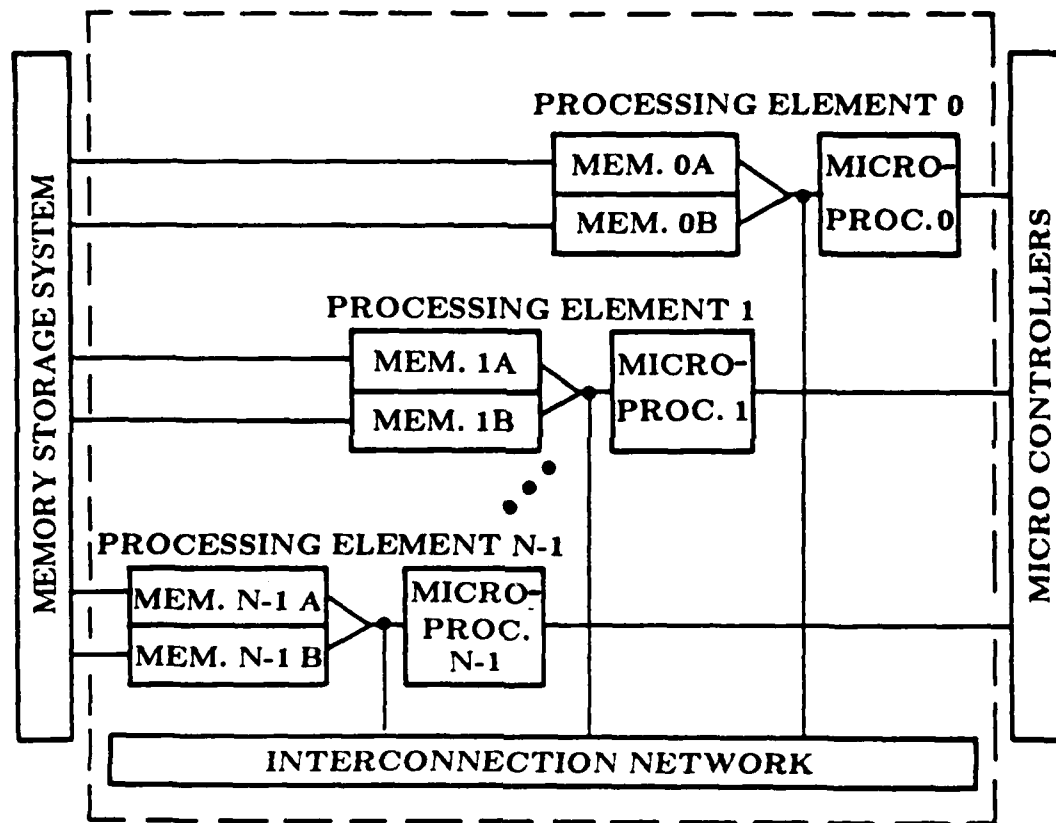 MEMORY STORAGE SYSTEM
PROCESSING ELEMENT 0
MEM. 0A
MEM. 0B
MICRO-
PROC. 0
PROCESSING ELEMENT 1
MEM. 1A
MEM. 1B
MICRO-
PROC. 1
PROCESSING ELEMENT N-1
MEM. N-1 A
MEM. N-1 B
MICRO-
PROC.
N-1
INTERCONNECTION NETWORK
MICRO CONTROLLERS